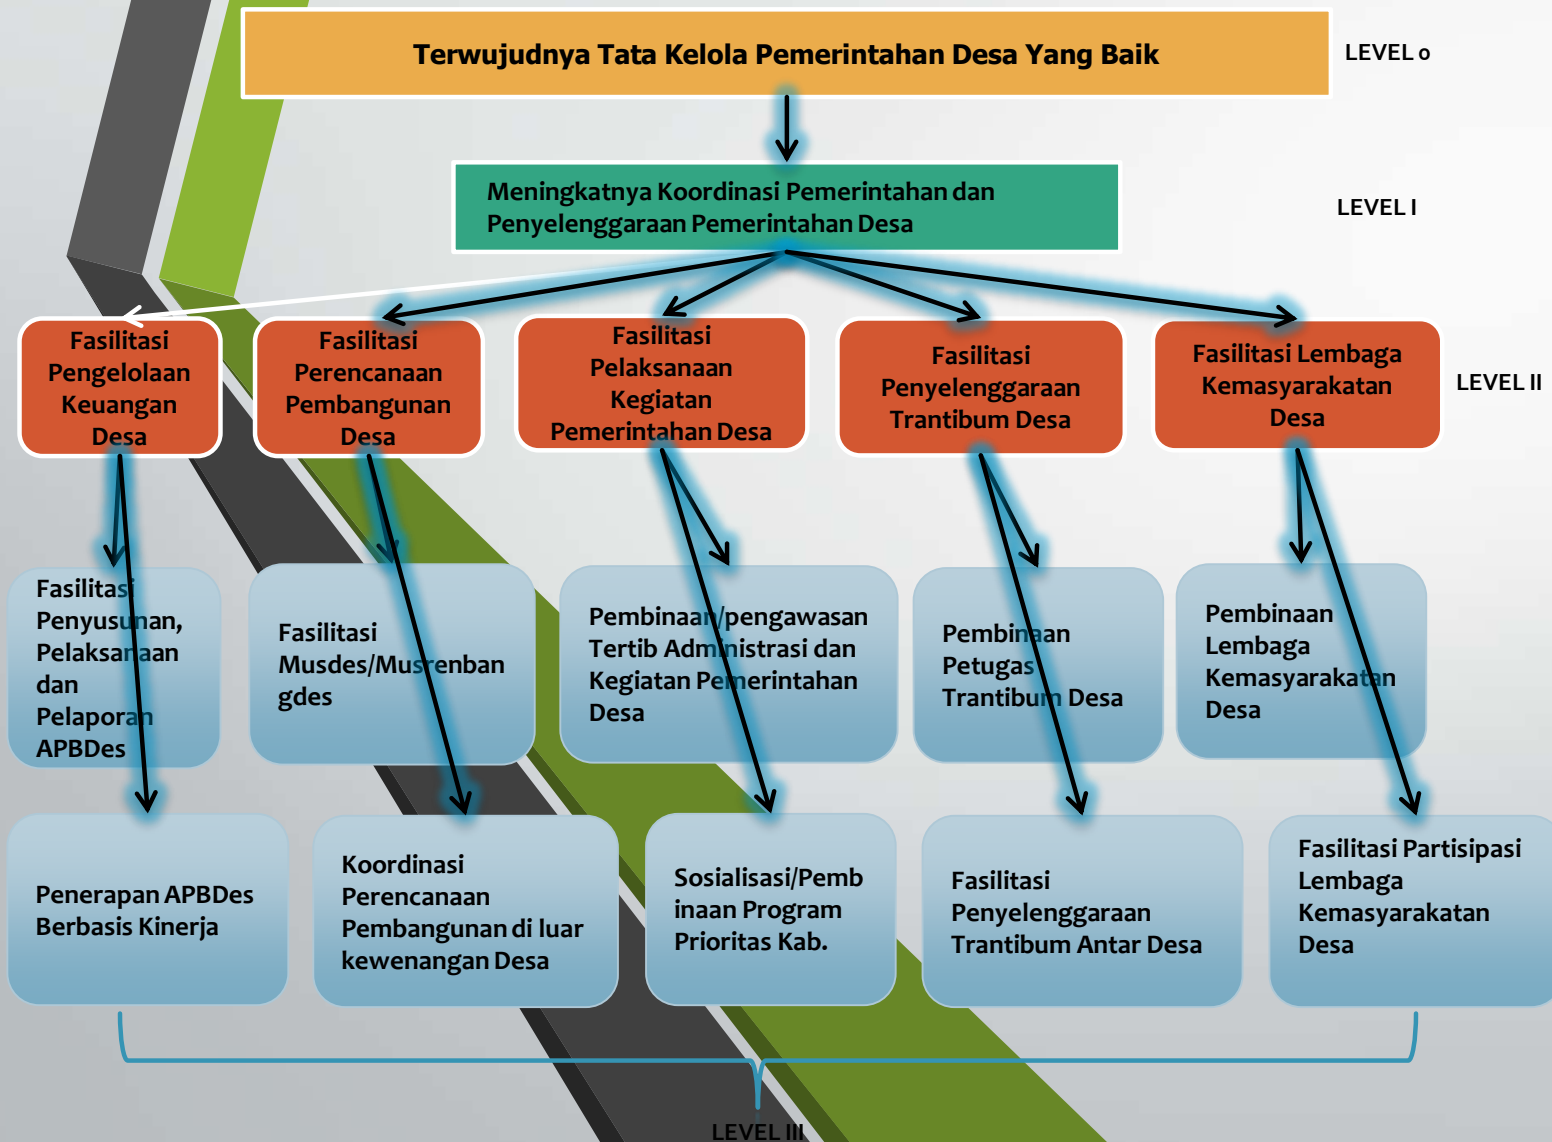 Terwujudnya Tata Kelola Pemerintahan Desa Yang Baik
LEVEL 0
Meningkatnya Koordinasi Pemerintahan dan
Penyelenggaraan Pemerintahan Desa
LEVEL I
Fasilitasi
Pengelolaan
Keuangan
Desa
Fasilitasi
Perencanaan
Pembangunan
Desa
Fasilitasi
Pelaksanaan
Kegiatan
Pemerintahan Desa
Fasilitasi
Penyelenggaraan
Trantibum Desa
Fasilitasi Lembaga
Kemasyarakatan
Desa
LEVEL II
Fasilitasi
Penyusunan,
Pelaksanaan
dan
Pelaporan
APBDes
Fasilitasi
Musdes/Musrenban
gdes
Pembinaan/pengawasan
Tertib Administrasi dan
Kegiatan Pemerintahan
Desa
Pembinaan
Petugas
Trantibum Desa
Pembinaan
Lembaga
Kemasyarakatan
Desa
Penerapan APBDes
Berbasis Kinerja
Koordinasi
Perencanaan
Pembangunan di luar
kewenangan Desa
Sosialisasi/Pemb
inaan Program
Prioritas Kab.
Fasilitasi
Penyelenggaraan
Trantibum Antar Desa
Fasilitasi Partisipasi
Lembaga
Kemasyarakatan
Desa
LEVEL III